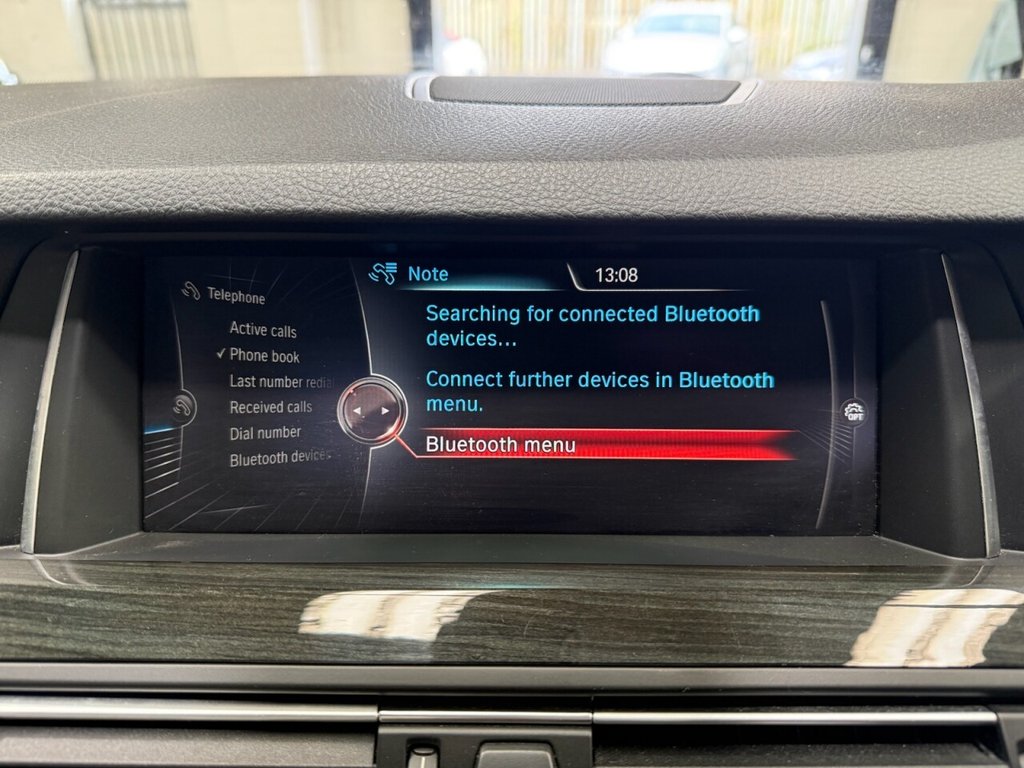 Telephone
Active calls
✓ Phone book
Last number redial
Received calls
Dial number
Bluetooth devices
Note
13:08
Searching for connected Bluetooth
devices...
Connect further devices in Bluetooth
menu.
Bluetooth menu
OPT